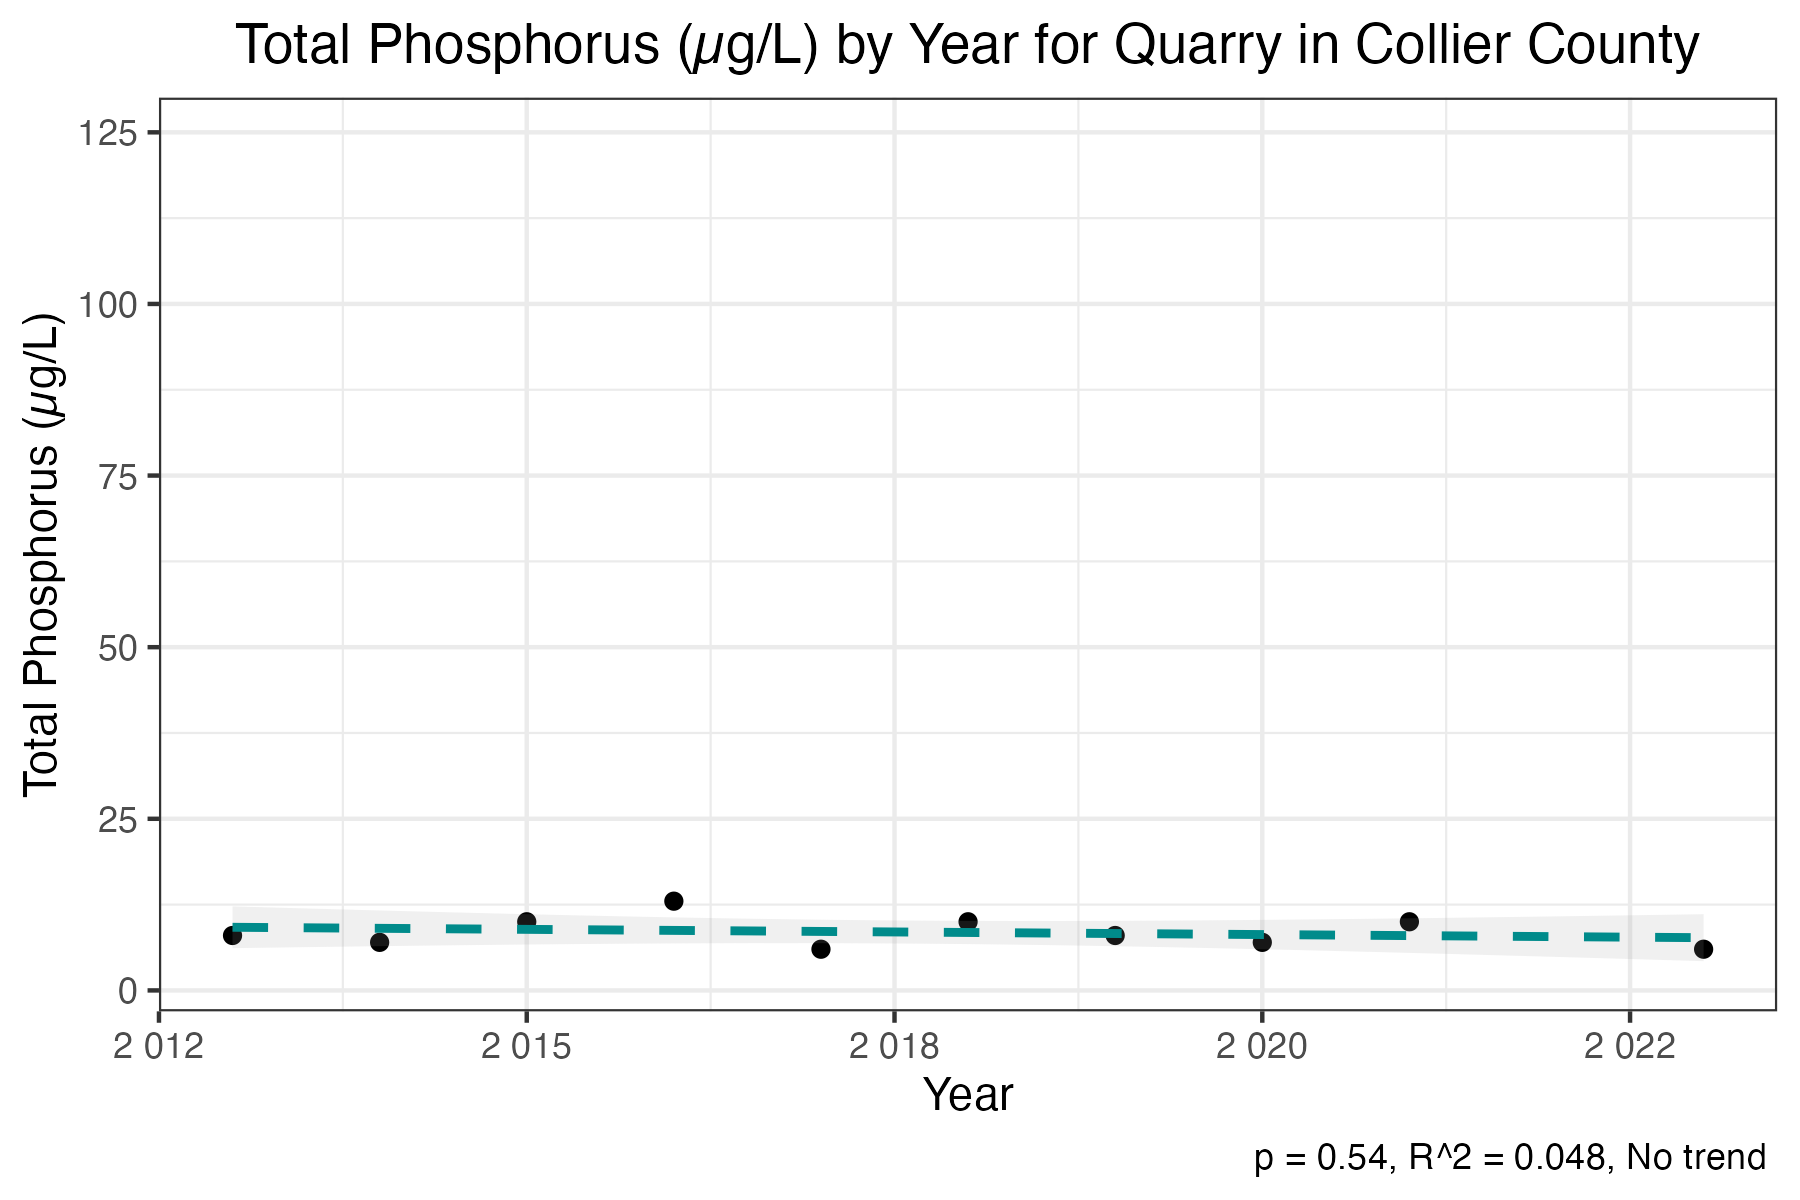 Total Phosphorus (µg/L) by Year for Quarry in Collier County
Total Phosphorus (µg/L)
125
100
75
50
25
0
2 012
2 015
2 018
2 020
2 022
Year
p = 0.54, R^2 = 0.048, No trend